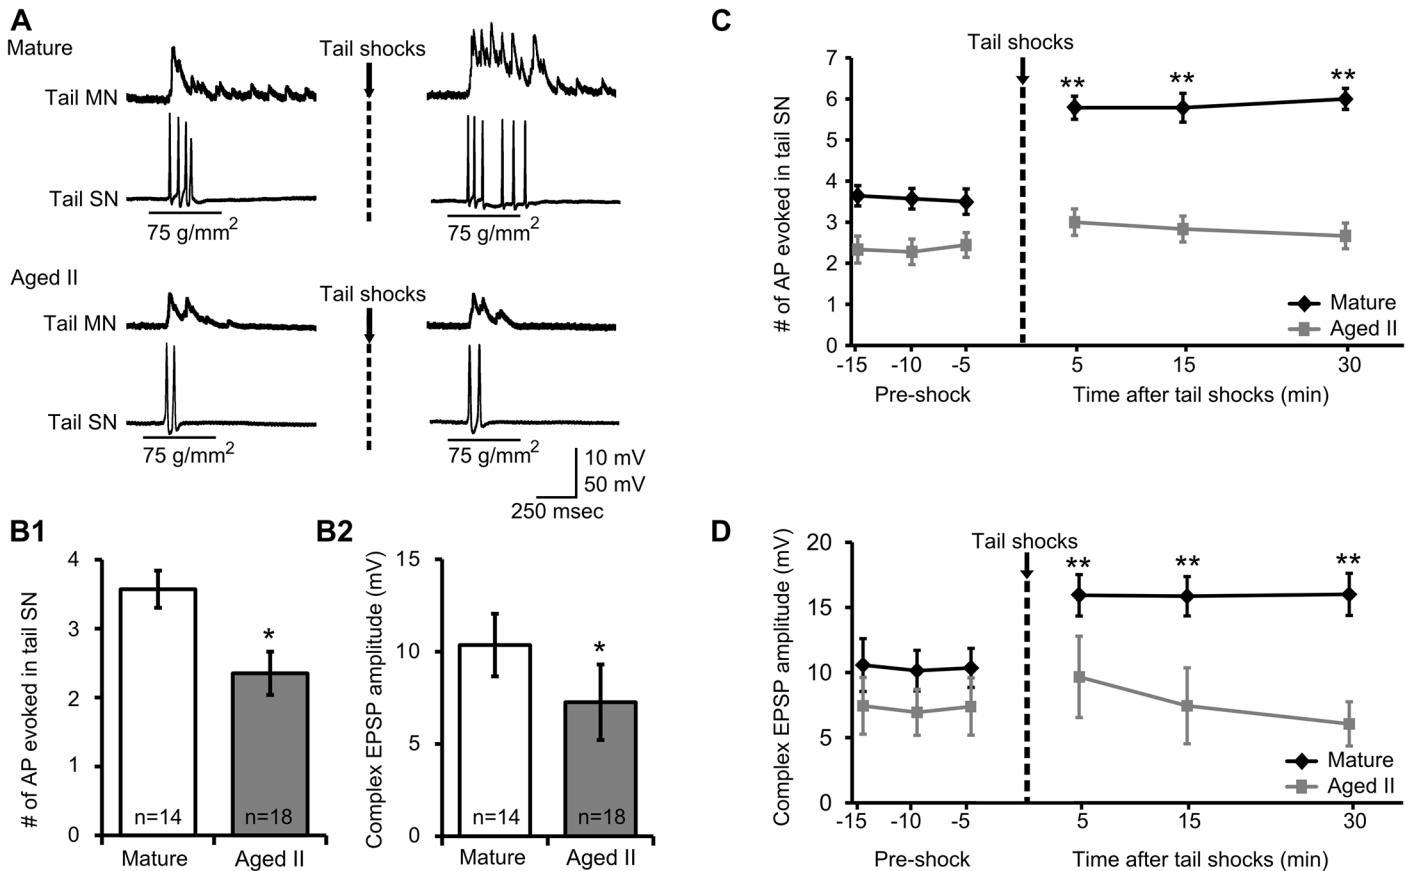 A
Mature
Tail MN
Tail SN
Tail shocks
75 g/mm²
75 g/mm²
Aged II
Tail MN
Tail SN
Tail shocks
75 g/mm²
75 g/mm²
10 mV
50 mV
250 msec
B1
# of AP evoked in tail SN
4
3
2
1
0
n=14
*
n=18
Mature
Aged II
B2
Complex EPSP amplitude (mV)
15
10
5
0
n=14
*
n=18
Mature
Aged II
C
Tail shocks
# of AP evoked in tail SN
7
6
5
4
3
2
1
0
** ** **
Mature
Aged II
-15 -10 -5 5 15 30
Pre-shock Time after tail shocks (min)
D
Tail shocks
Complex EPSP amplitude (mV)
20
15
10
5
0
** ** **
Mature
Aged II
-15 -10 -5 5 15 30
Pre-shock Time after tail shocks (min)